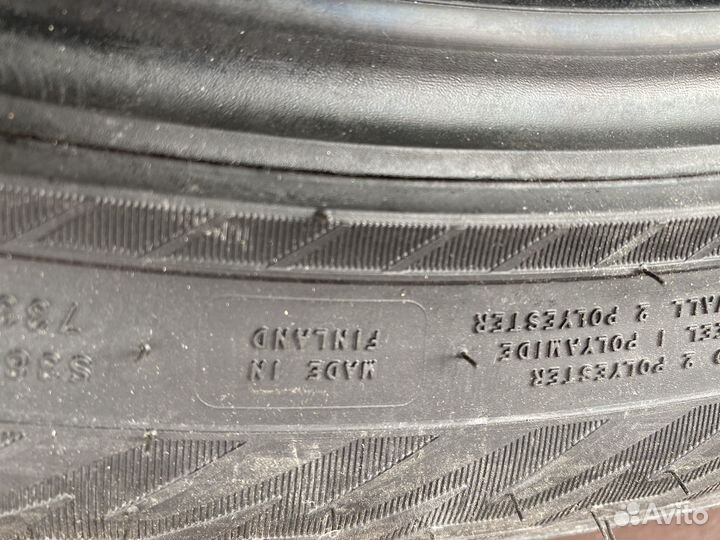 2 POLYESTER
1 POLYAMIDE
2 POLYESTER
MADE IN
FINLAND
Avito